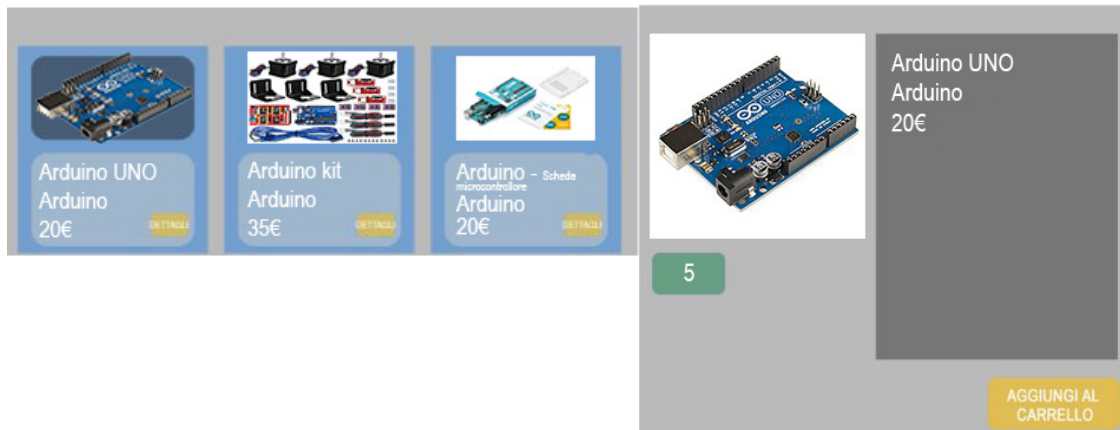 Arduino UNO
Arduino
20€
DETTAGLI
Arduino kit
Arduino
35€
DETTAGLI
Arduino - Scheda
microcontrollore
Arduino
20€
DETTAGLI
UNO
5
Arduino UNO
Arduino
20€
AGGIUNGI AL
CARRELLO